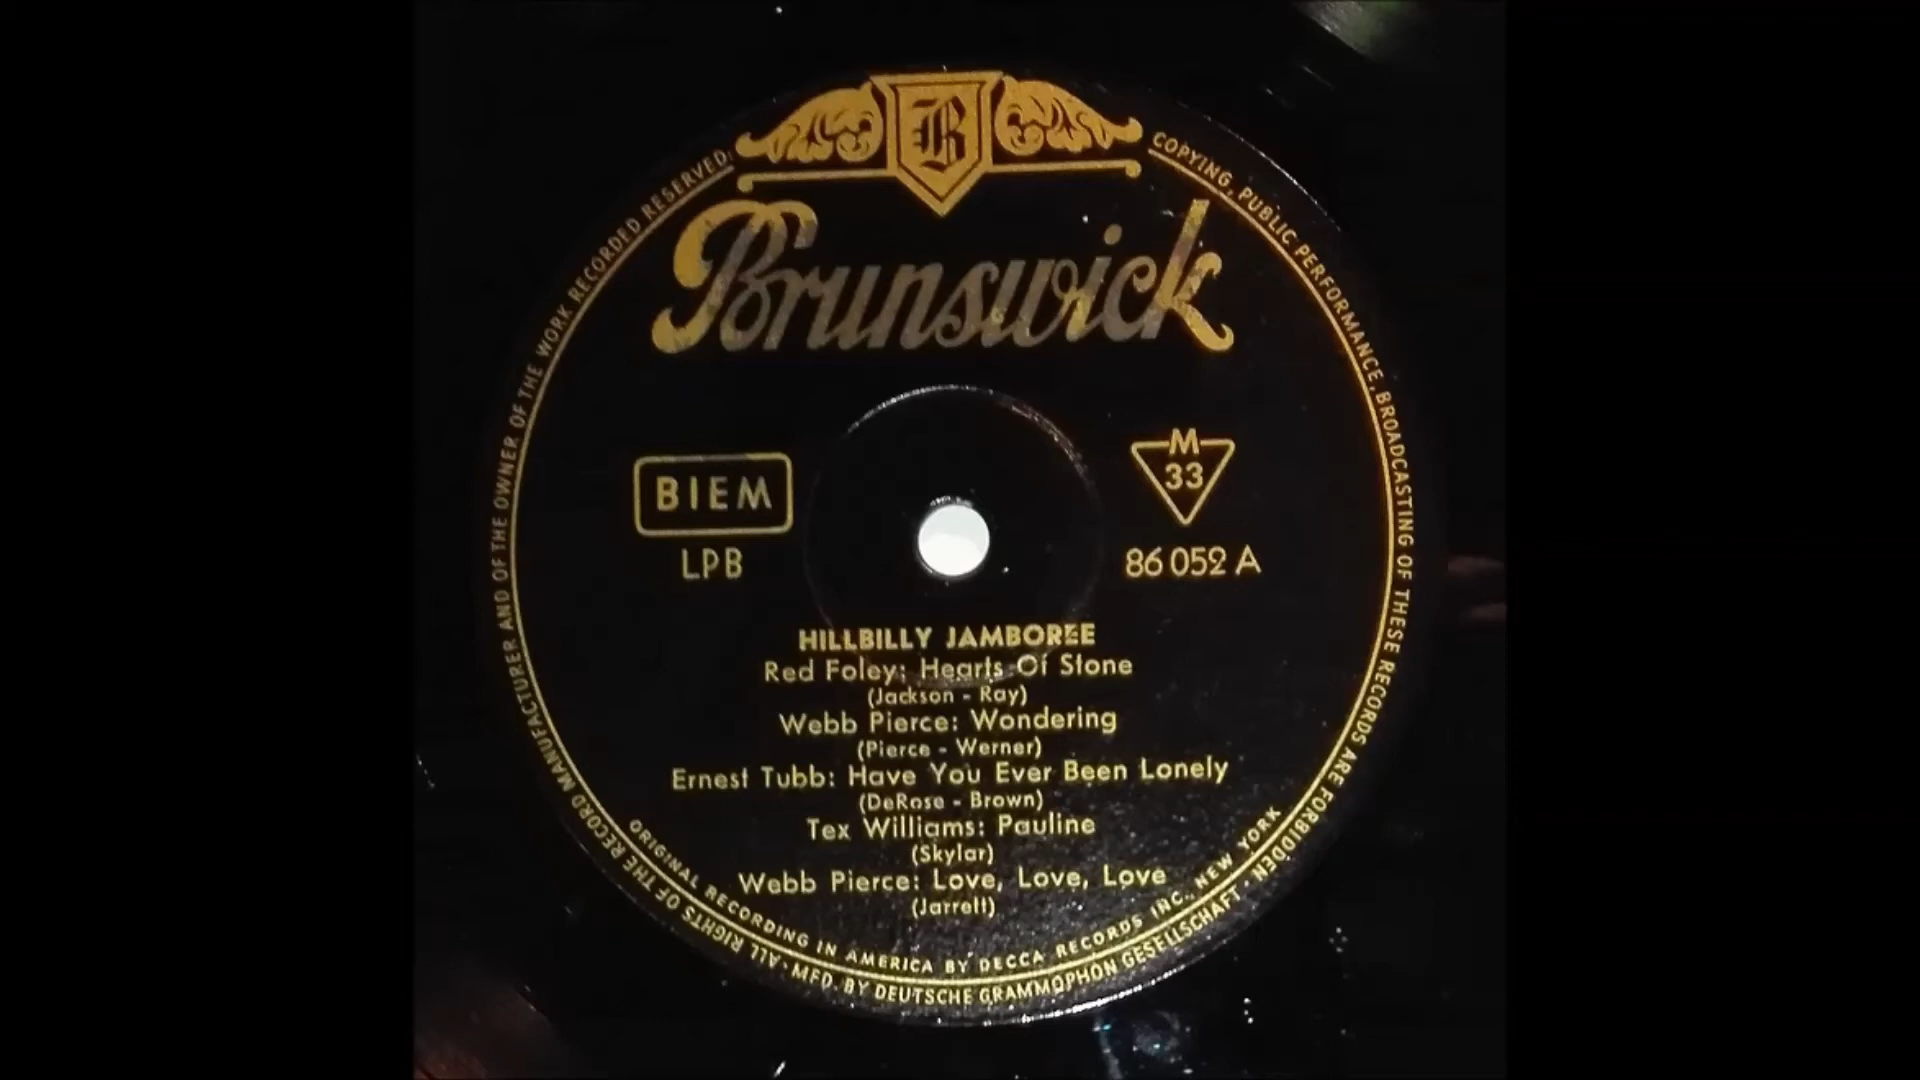 B
Brunswick
BIEM
LPB
M
33
86 052 A
HILLBILLY JAMBOREE
Red Foley: Hearts Of Stone
(Jackson - Ray)
Webb Pierce: Wondering
(Pierce - Werner)
Ernest Tubb: Have You Ever Been Lonely
(DeRose - Brown)
Tex Williams: Pauline
(Skylar)
Webb Pierce: Love, Love, Love
(Jarrett)
ORIGINAL RECORDING IN AMERICA BY DECCA RECORDS INC., NEW YORK
MFD. BY DEUTSCHE GRAMMOPHON GESELLSCHAFT · ALL RIGHTS OF THE RECORD MANUFACTURER AND OF THE OWNER OF THE WORK RECORDED RESERVED: COPYING, PUBLIC PERFORMANCE, BROADCASTING OF THESE RECORDS ARE FORBIDDEN ·